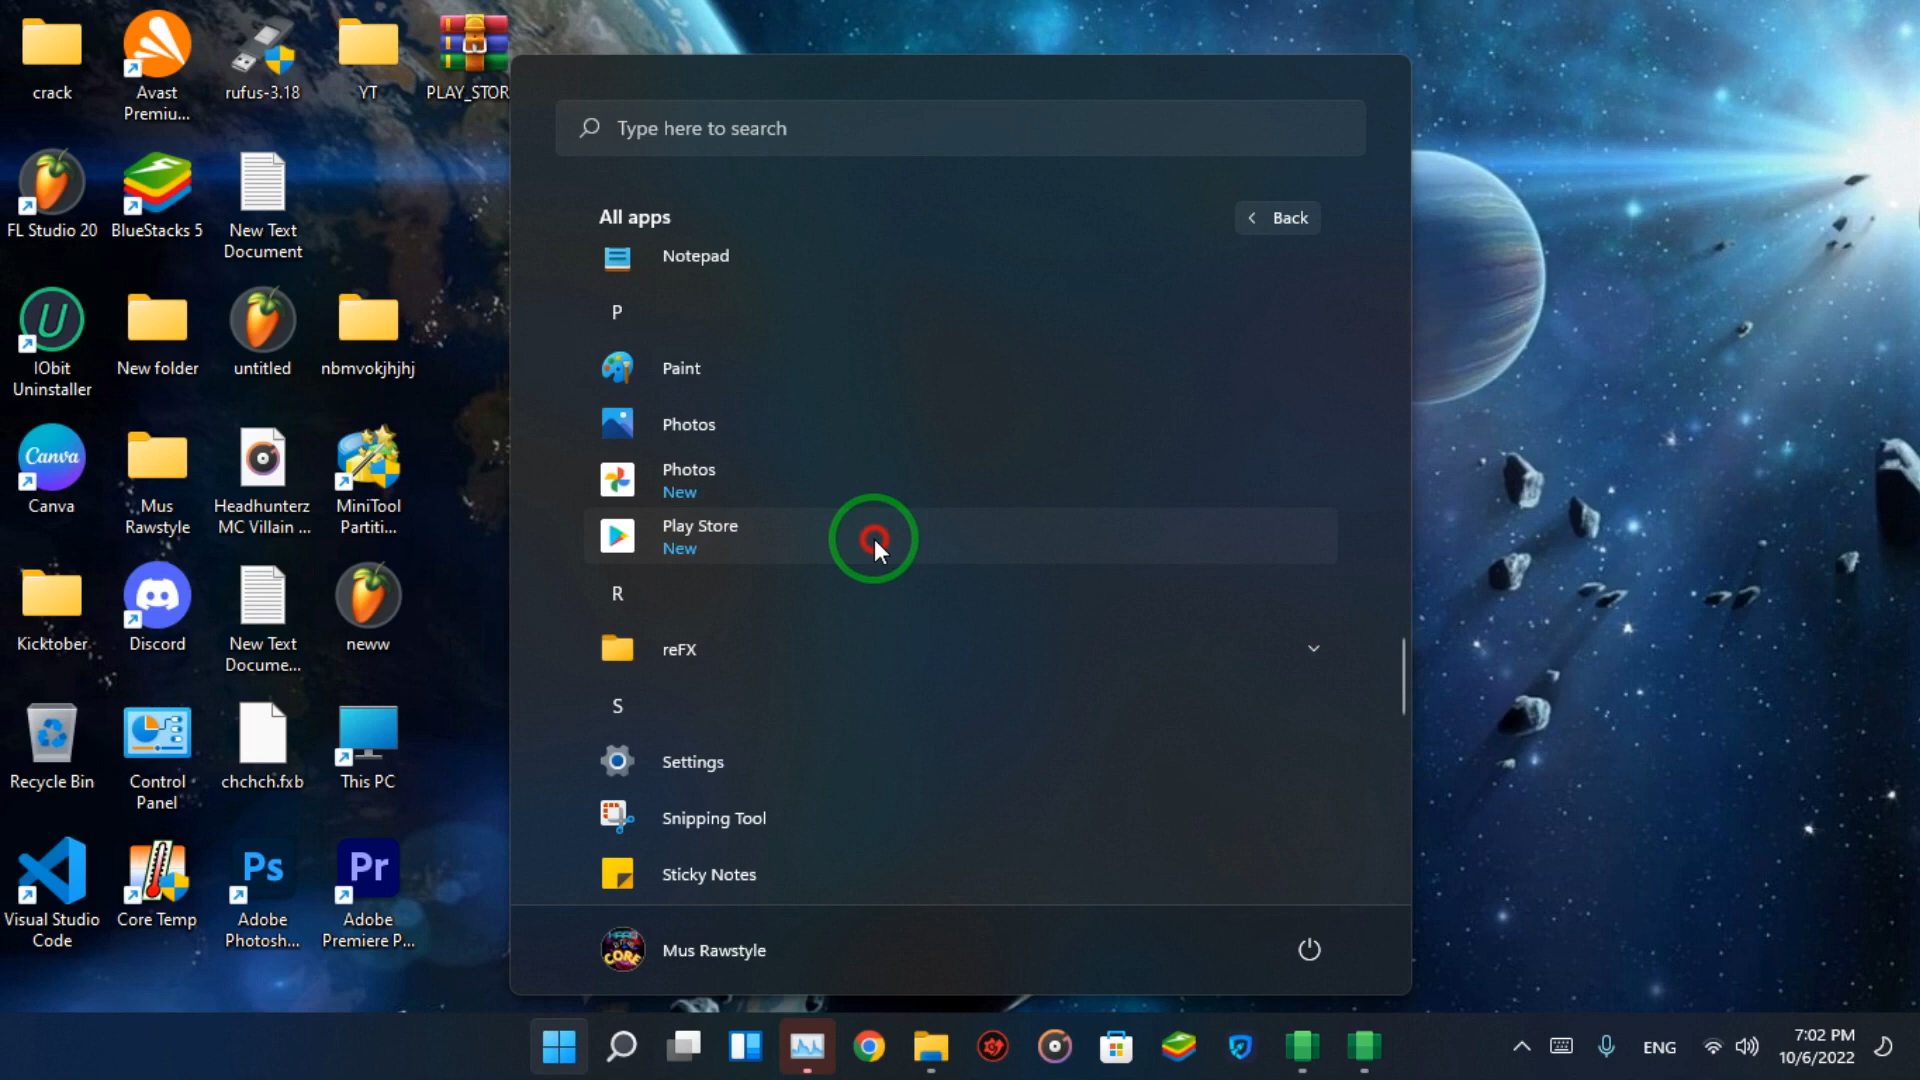 crack
Avast
Premiu...
rufus-3.18
YT
PLAY_STOR
FL Studio 20
BlueStacks 5
New Text
Document
IObit
Uninstaller
New folder
untitled
nbmvokjhjhj
Canva
Canva
Mus
Rawstyle
Headhunterz
MC Villain ...
MiniTool
Partiti...
Kicktober
Discord
New Text
Docume...
neww
Recycle Bin
Control
Panel
chchch.fxb
This PC
Visual Studio
Code
Core Temp
Ps
Adobe
Photosh...
Pr
Adobe
Premiere P...
Type here to search
All apps
Back
Notepad
P
Paint
Photos
Photos
New
Play Store
New
R
reFX
S
Settings
Snipping Tool
Sticky Notes
CORE
Mus Rawstyle
ENG
7:02 PM
10/6/2022